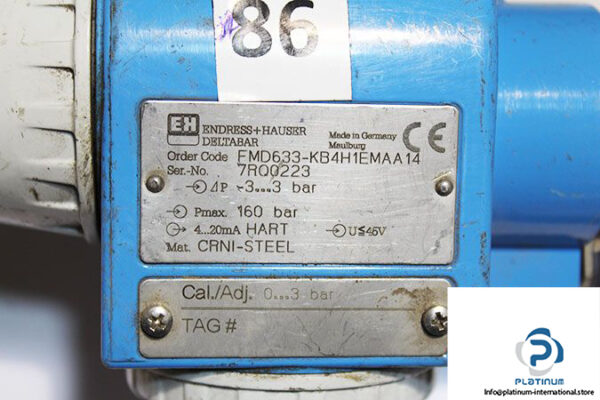 86
EH ENDRESS+HAUSER
DELTABAR
Made in Germany
Maulburg
CE
Order Code FMD633-KB4H1EMAA14
Ser.-No. 7R00223
ΔP -3...3 bar
Pmax. 160 bar
4...20mA HART U≤45V
Mat. CRNI-STEEL
Cal./Adj. 0...3 bar
TAG #
P
PLATINUM
Info@platinum-international.store